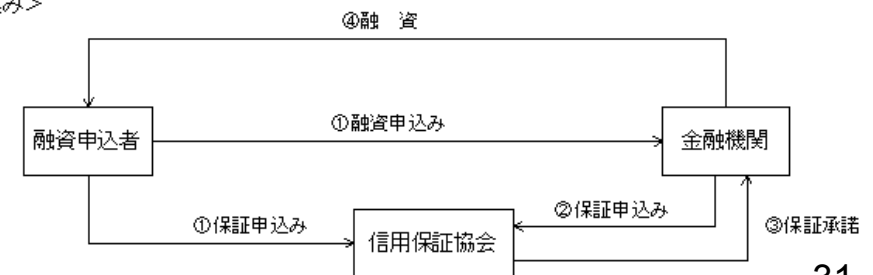 み＞
④融　資
①融資申込み
融資申込者
金融機関
①保証申込み
②保証申込み
③保証承諾
信用保証協会